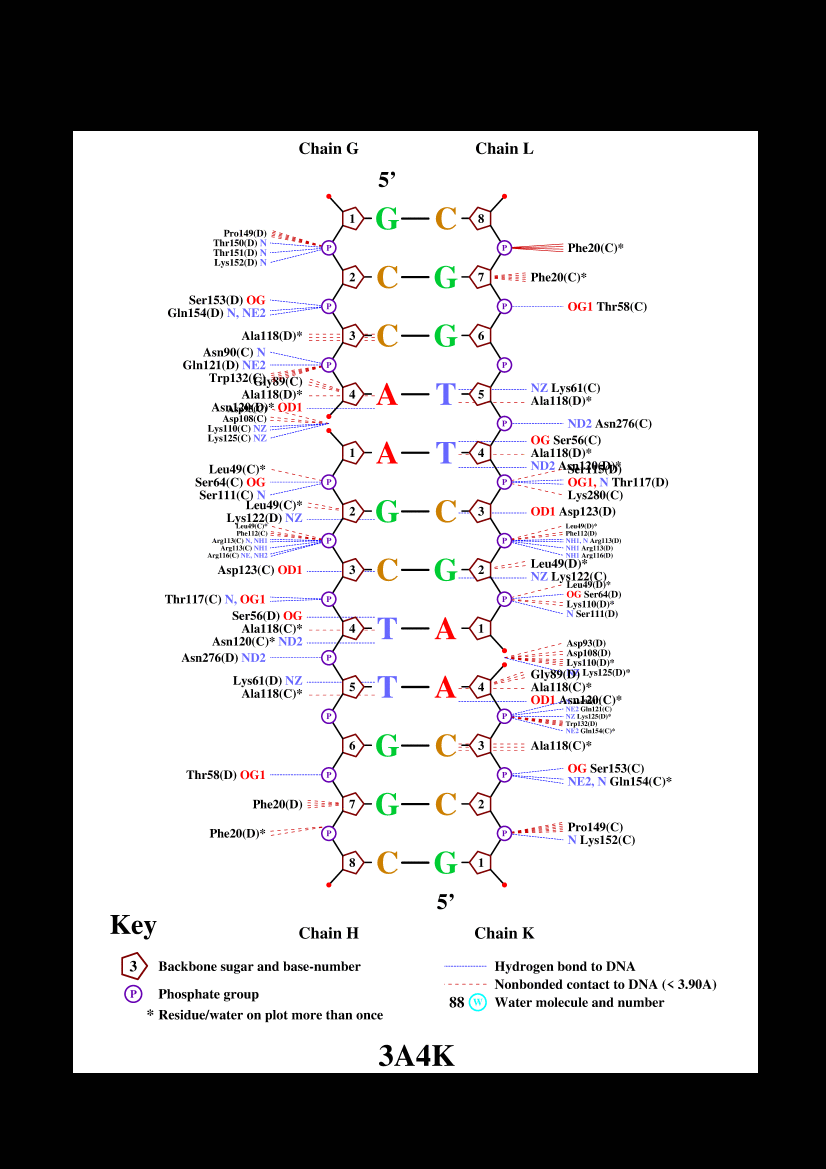 Chain G Chain L
5’
1 G C 8
Pro149(D)
Thr150(D) N
Thr151(D) N
Lys152(D) N
P P Phe20(C)*
2 C G 7 Phe20(C)*
Ser153(D) OG
Gln154(D) N, NE2
P P OG1 Thr58(C)
Ala118(D)* 3 C G 6
Asn90(C) N
Gln121(D) NE2
Trp132(C)
P P
Gly89(C)
Ala118(D)*
Asn120(D)* OD1
4 A T 5 NZ Lys61(C)
Ala118(D)*
Asp108(C)
Lys110(C) NZ
Lys125(C) NZ
P ND2 Asn276(C)
1 A T 4 OG Ser56(C)
Ala118(D)*
ND2 Asn120(D)*
Leu49(C)*
Ser64(C) OG
Ser111(C) N
P P Ser115(D)
OG1, N Thr117(D)
Lys280(C)
Leu49(C)*
Lys122(D) NZ
2 G C 3 OD1 Asp123(D)
Leu49(C)*
Phe112(C)
Arg113(C) N, NH1
Arg113(C) NH1
Arg116(C) NE, NH2
P P Leu49(D)*
Phe112(D)
NH1, N Arg113(D)
NH1 Arg113(D)
NH1 Arg116(D)
Asp123(C) OD1 3 C G 2 Leu49(D)*
NZ Lys122(C)
Thr117(C) N, OG1 P P Leu49(D)*
OG Ser64(D)
Lys110(D)*
N Ser111(D)
Ser56(D) OG
Ala118(C)*
Asn120(C)* ND2
4 T A 1
Asn276(D) ND2 P Asp93(D)
Asp108(D)
Lys110(D)*
NZ Lys125(D)*
Lys61(D) NZ
Ala118(C)*
5 T A 4 Gly89(D)
Ala118(C)*
OD1 Asn120(C)*
P P NE2 Gln121(C)
NZ Lys125(D)*
Trp132(D)
NE2 Gln154(C)*
6 G C 3 Ala118(C)*
Thr58(D) OG1 P P OG Ser153(C)
NE2, N Gln154(C)*
Phe20(D) 7 G C 2
Phe20(D)* P P Pro149(C)
N Lys152(C)
8 C G 1
5’
Key
Chain H Chain K
3 Backbone sugar and base-number
P Phosphate group
* Residue/water on plot more than once
Hydrogen bond to DNA
Nonbonded contact to DNA (< 3.90A)
88 W Water molecule and number
3A4K